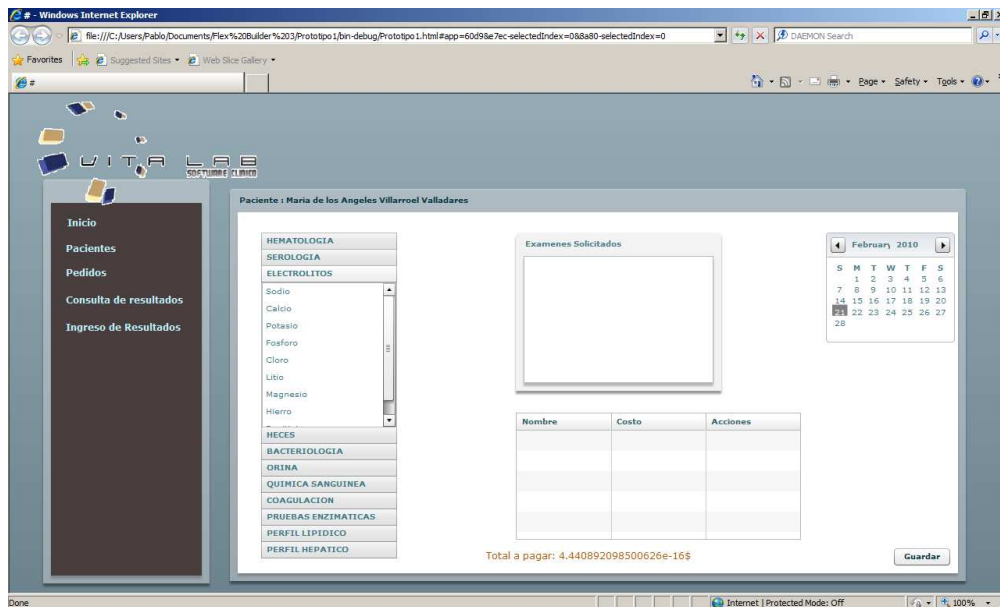 # - Windows Internet Explorer
file:///C:/Users/Pablo/Documents/Flex%20Builder%203/Prototipo1/bin-debug/Prototipo1.html#app=60d9&e7ec-selectedIndex=0&8a80-selectedIndex=0
DAEMON Search
Favorites
Suggested Sites
Web Slice Gallery
#
Page
Safety
Tools
VITA LAB
SOFTWARE CLINICO
Inicio
Pacientes
Pedidos
Consulta de resultados
Ingreso de Resultados
Paciente : Maria de los Angeles Villarroel Valladares
HEMATOLOGIA
SEROLOGIA
ELECTROLITOS
Sodio
Calcio
Potasio
Fosforo
Cloro
Litio
Magnesio
Hierro
HECES
BACTERIOLOGIA
ORINA
QUIMICA SANGUINEA
COAGULACION
PRUEBAS ENZIMATICAS
PERFIL LIPIDICO
PERFIL HEPATICO
Examenes Solicitados
Nombre Costo Acciones
Total a pagar: 4.440892098500626e-16$
February 2010
S M T W T F S
1 2 3 4 5 6
7 8 9 10 11 12 13
14 15 16 17 18 19 20
21 22 23 24 25 26 27
28
Guardar
Done
Internet | Protected Mode: Off
100%